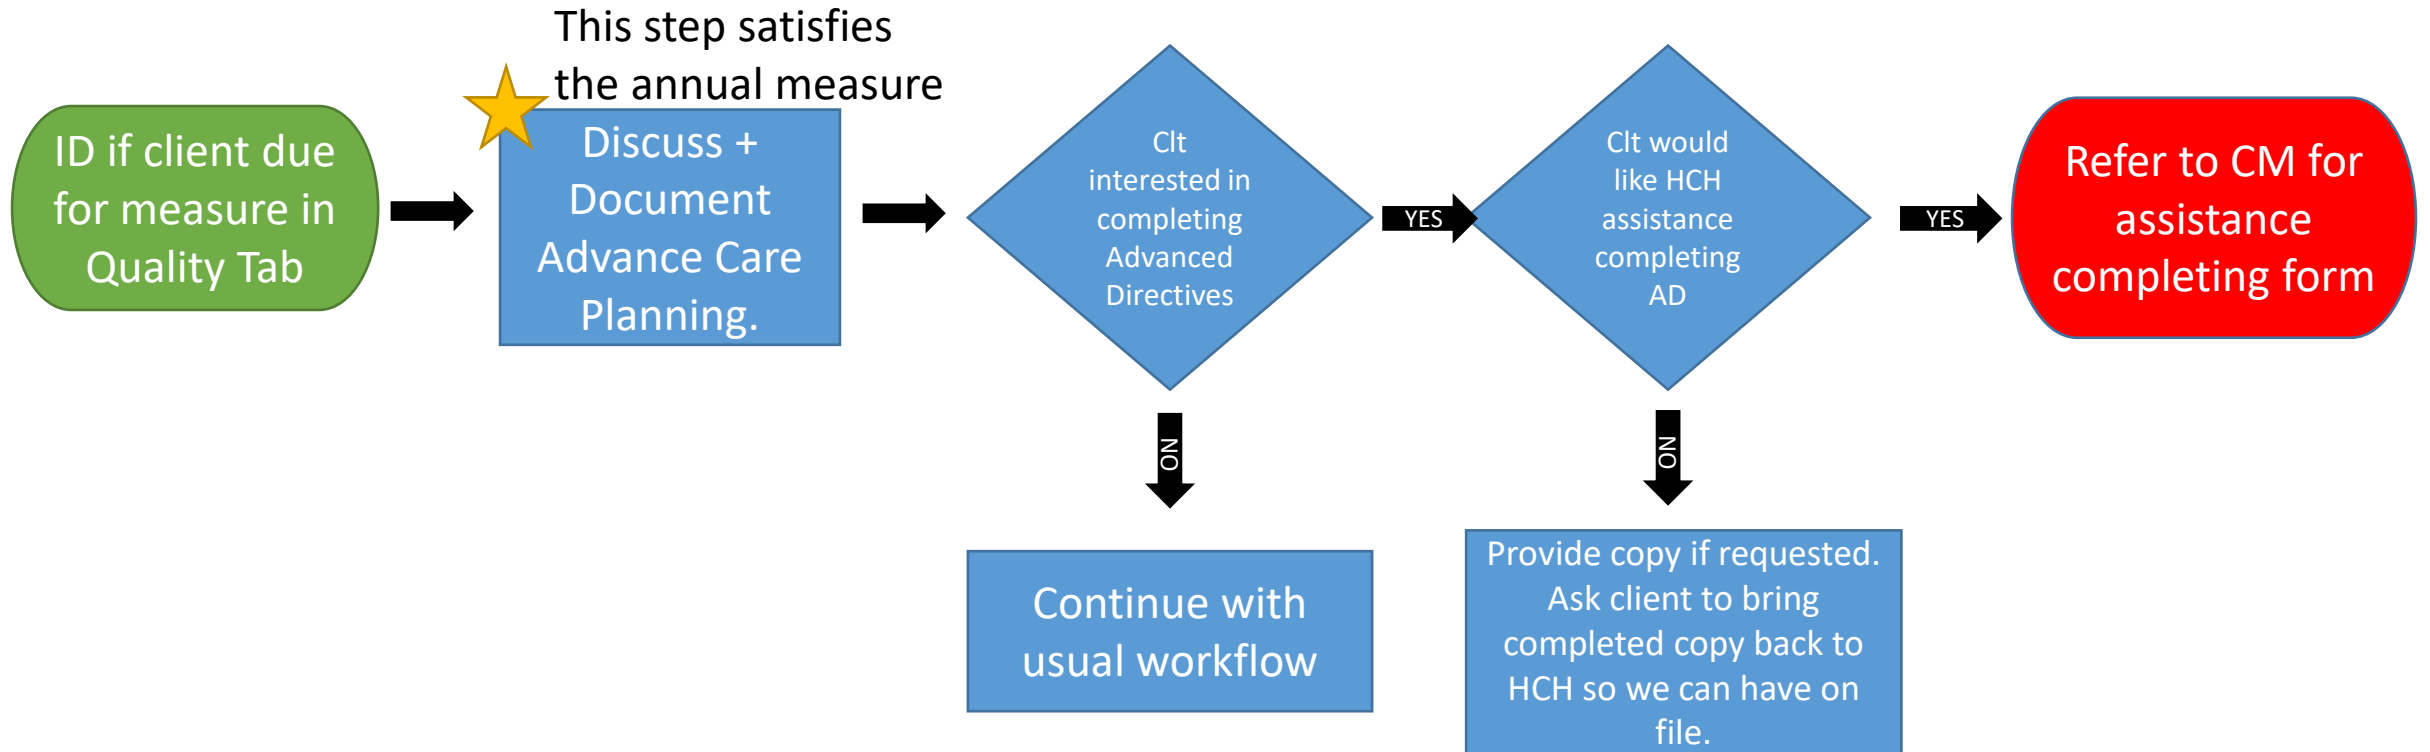 This step satisfies
the annual measure
ID if client due
for measure in
Quality Tab
Discuss +
Document
Advance Care
Planning.
Clt
interested in
completing
Advanced
Directives
YES
Clt would
like HCH
assistance
completing
AD
YES
Refer to CM for
assistance
completing form
NO
NO
Continue with
usual workflow
Provide copy if requested.
Ask client to bring
completed copy back to
HCH so we can have on
file.